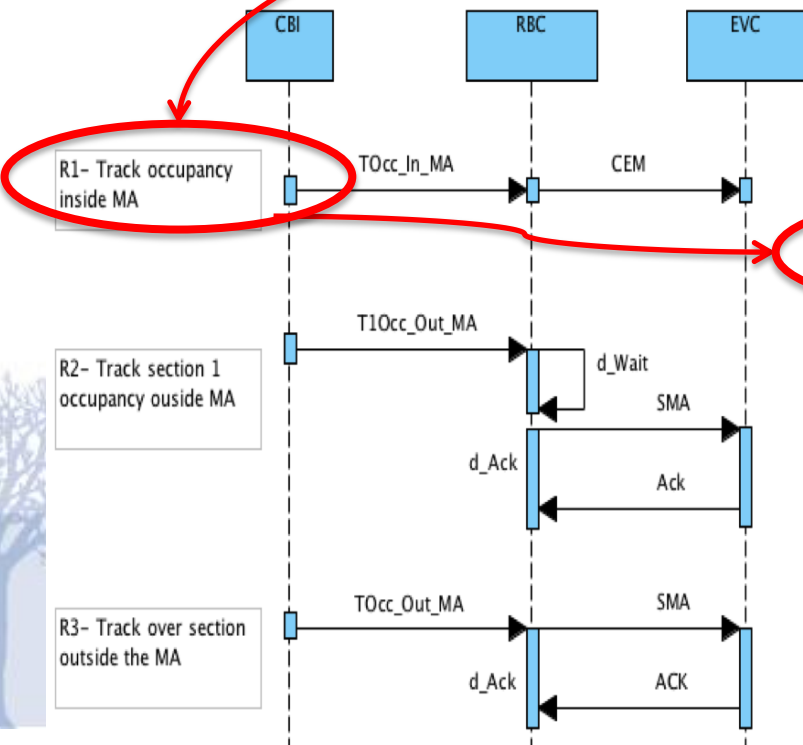 CBI
RBC
EVC
R1- Track occupancy
inside MA
TOcc_In_MA
CEM
T1Occ_Out_MA
R2- Track section 1
occupancy ouside MA
d_Wait
SMA
d_Ack
Ack
R3- Track over section
outside the MA
TOcc_Out_MA
SMA
d_Ack
ACK